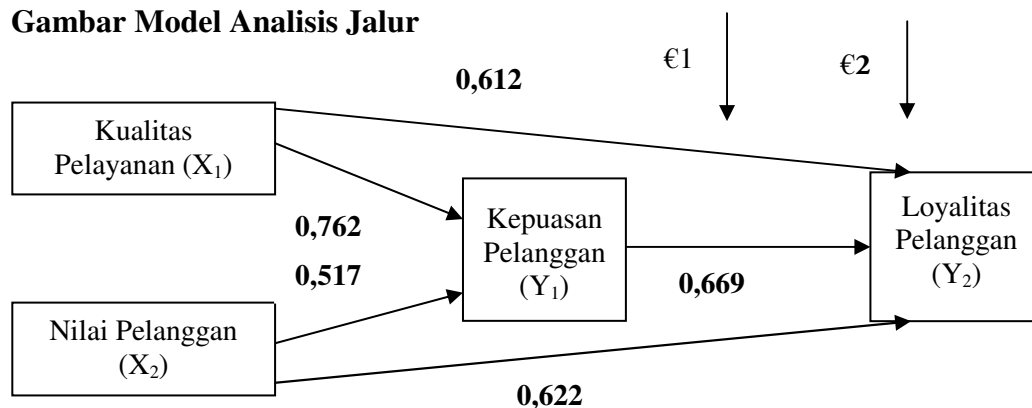 Gambar Model Analisis Jalur
€1
€2
0,612
Kualitas
Pelayanan (X₁)
0,762
0,517
Kepuasan
Pelanggan
(Y₁)
0,669
Loyalitas
Pelanggan
(Y₂)
Nilai Pelanggan
(X₂)
0,622